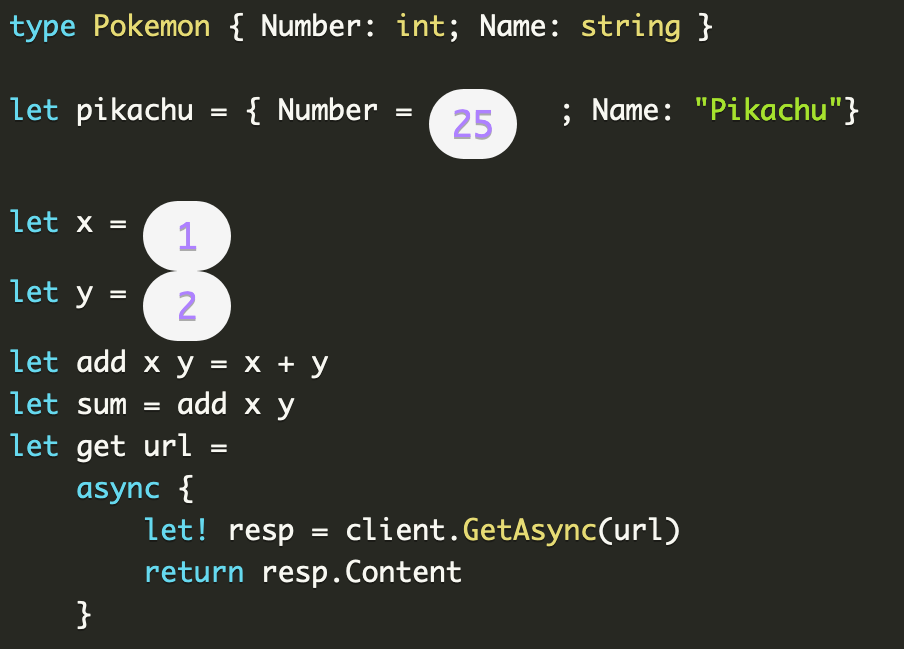 type Pokemon { Number: int; Name: string }
let pikachu = { Number = 25 ; Name: "Pikachu"}
let x = 1
let y = 2
let add x y = x + y
let sum = add x y
let get url =
    async {
        let! resp = client.GetAsync(url)
        return resp.Content
    }